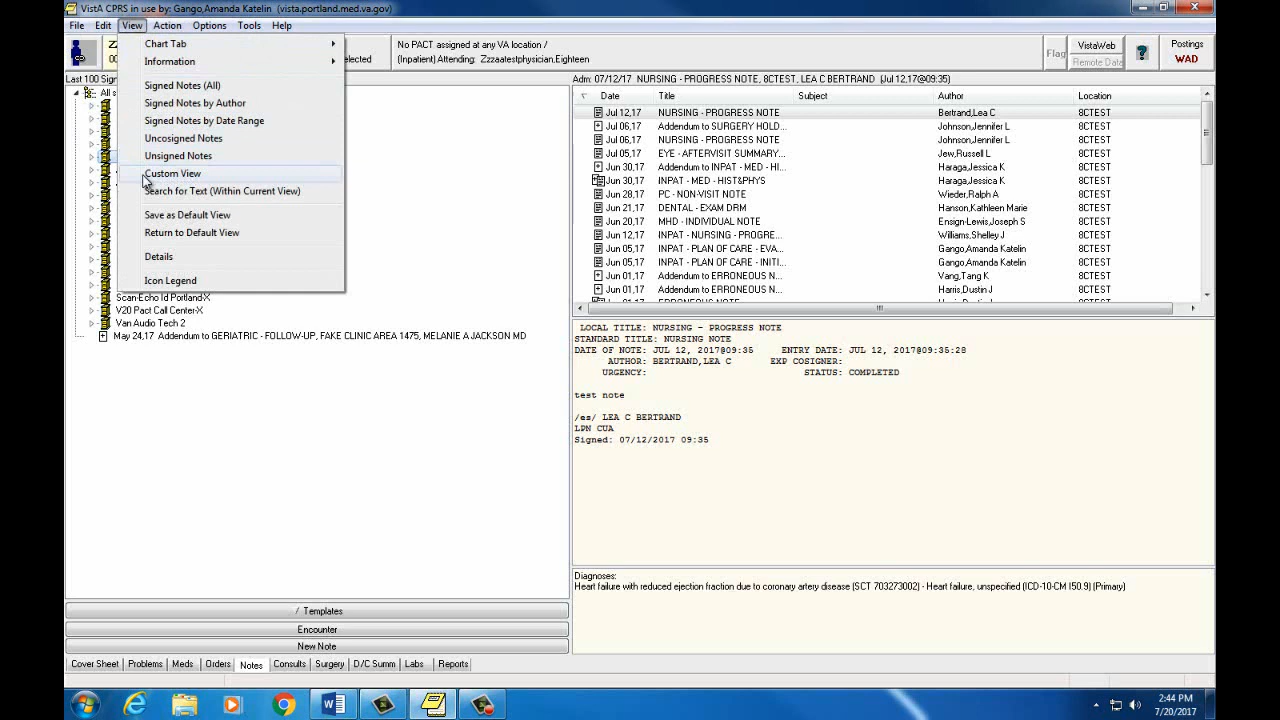 VistA CPRS in use by: Gango,Amanda Katelin (vista.portland.med.va.gov)
File Edit View Action Options Tools Help
No PACT assigned at any VA location /
(Inpatient) Attending: Zzzaatestphysician,Eighteen
elected
Flag
VistaWeb
Remote Data
?
Postings
WAD
Chart Tab
Information
Signed Notes (All)
Signed Notes by Author
Signed Notes by Date Range
Uncosigned Notes
Unsigned Notes
Custom View
Search for Text (Within Current View)
Save as Default View
Return to Default View
Details
Icon Legend
Last 100 Sig
All s
Scan-Echo Id Portland-X
V20 Pact Call Center-X
Van Audio Tech 2
May 24,17 Addendum to GERIATRIC - FOLLOW-UP, FAKE CLINIC AREA 1475, MELANIE A JACKSON MD
Adm: 07/12/17 NURSING - PROGRESS NOTE, 8CTEST, LEA C BERTRAND (Jul 12,17@09:35)
Date Title Subject Author Location
Jul 12,17 NURSING - PROGRESS NOTE Bertrand,Lea C 8CTEST
Jul 06,17 Addendum to SURGERY HOLD... Johnson,Jennifer L 8CTEST
Jul 06,17 NURSING - PROGRESS NOTE Johnson,Jennifer L 8CTEST
Jul 05,17 EYE - AFTERVISIT SUMMARY... Jew,Russell L 8CTEST
Jun 30,17 Addendum to INPAT - MED - ... Haraga,Jessica K 8CTEST
Jun 30,17 INPAT - MED - HIST&PHYS Haraga,Jessica K 8CTEST
Jun 28,17 PC - NON-VISIT NOTE Wieder,Ralph A 8CTEST
Jun 27,17 DENTAL - EXAM DRM Hanson,Kathleen Marie 8CTEST
Jun 20,17 MHD - INDIVIDUAL NOTE Ensign-Lewis,Joseph S 8CTEST
Jun 12,17 INPAT - NURSING - PROGRE... Williams,Shelley J 8CTEST
Jun 05,17 INPAT - PLAN OF CARE - EVA... Gango,Amanda Katelin 8CTEST
Jun 05,17 INPAT - PLAN OF CARE - INITI... Gango,Amanda Katelin 8CTEST
Jun 01,17 Addendum to ERRONEOUS N... Vang,Tang K 8CTEST
Jun 01,17 Addendum to ERRONEOUS N... Harris,Dustin J 8CTEST
LOCAL TITLE: NURSING - PROGRESS NOTE
STANDARD TITLE: NURSING NOTE
DATE OF NOTE: JUL 12, 2017@09:35 ENTRY DATE: JUL 12, 2017@09:35:28
AUTHOR: BERTRAND,LEA C EXP COSIGNER:
URGENCY: STATUS: COMPLETED
test note
/es/ LEA C BERTRAND
LPN CUA
Signed: 07/12/2017 09:35
Diagnoses:
Heart failure with reduced ejection fraction due to coronary artery disease (SCT 703273002) - Heart failure, unspecified (ICD-10-CM I50.9) (Primary)
/ Templates
Encounter
New Note
Cover Sheet Problems Meds Orders Notes Consults Surgery D/C Summ Labs Reports
2:44 PM
7/20/2017